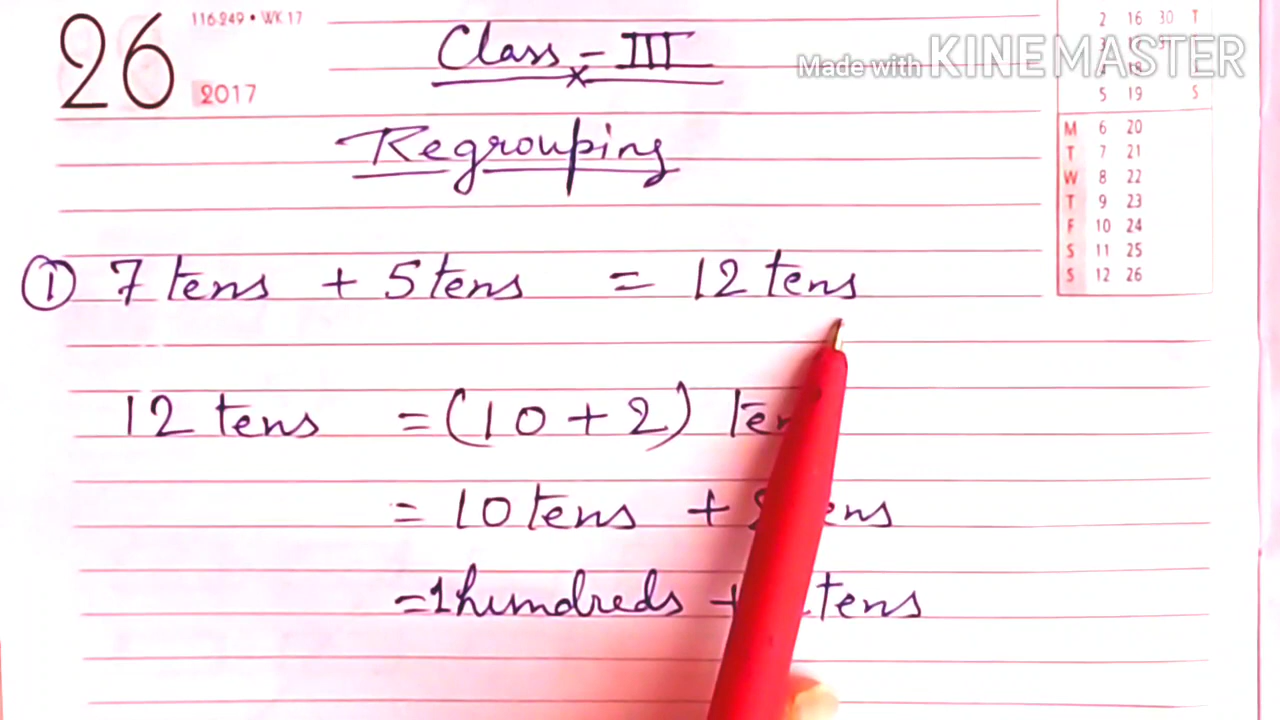 26
116-249 • WK 17
2017
Class - III
Made with KINEMASTER
2 16 30 T
5 19 S
M 6 20
T 7 21
W 8 22
T 9 23
F 10 24
S 11 25
S 12 26
Regrouping
① 7 tens + 5 tens = 12 tens
12 tens = (10 + 2)
= 10 tens +
= 1 hundreds + tens